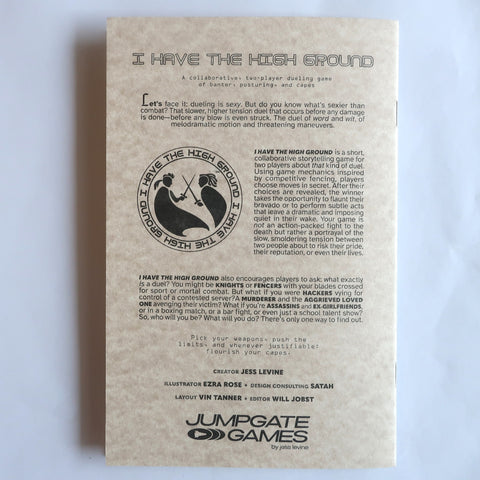 I HAVE THE HIGH GROUND
A collaborative, two-player dueling game
of banter, posturing, and capes
Let's face it: dueling is sexy. But do you know what's sexier than
combat? That slower, higher tension duel that occurs before any damage
is done—before any blow is even struck. The duel of word and wit, of
melodramatic motion and threatening maneuvers.
I HAVE THE HIGH GROUND I HAVE THE HIGH GROUND
I HAVE THE HIGH GROUND is a short,
collaborative storytelling game for
two players about that kind of duel.
Using game mechanics inspired
by competitive fencing, players
choose moves in secret. After their
choices are revealed, the winner
takes the opportunity to flaunt their
bravado or to perform subtle acts
that leave a dramatic and imposing
quiet in their wake. Your game is
not an action-packed fight to the
death but rather a portrayal of the
slow, smoldering tension between
two people about to risk their pride,
their reputation, or even their lives.
I HAVE THE HIGH GROUND also encourages players to ask: what exactly
is a duel? You might be KNIGHTS or FENCERS with your blades crossed
for sport or mortal combat. But what if you were HACKERS vying for
control of a contested server? A MURDERER and the AGGRIEVED LOVED
ONE avenging their victim? What if you're ASSASSINS and EX-GIRLFRIENDS,
or in a boxing match, or a bar fight, or even just a school talent show?
So, who will you be? What will you do? There's only one way to find out.
Pick your weapons, push the
limits, and whenever justifiable:
flourish your capes.
CREATOR JESS LEVINE
ILLUSTRATOR EZRA ROSE • DESIGN CONSULTING SATAH
LAYOUT VIN TANNER • EDITOR WILL JOBST
JUMPGATE
GAMES
by jess levine